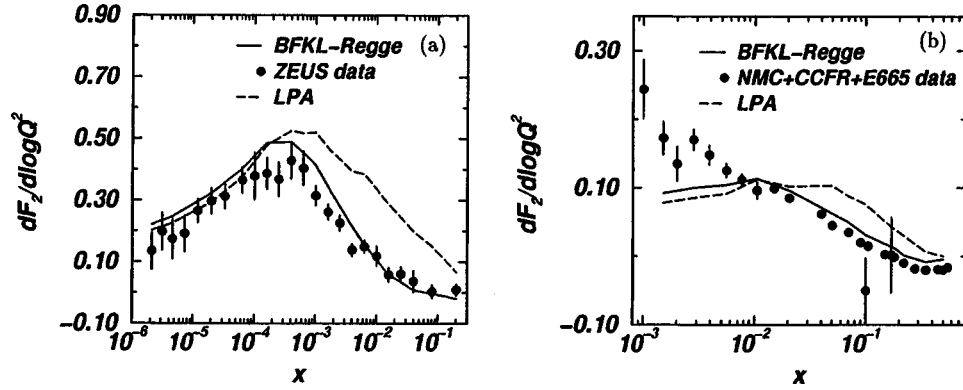 0.90
0.70
0.50
0.30
0.10
−0.10
dF₂/dlogQ²
BFKL−Regge (a)
ZEUS data
LPA
10⁻⁶ 10⁻⁵ 10⁻⁴ 10⁻³ 10⁻² 10⁻¹
x
0.30
0.10
−0.10
dF₂/dlogQ²
(b)
BFKL−Regge
NMC+CCFR+E665 data
LPA
10⁻³ 10⁻² 10⁻¹
x